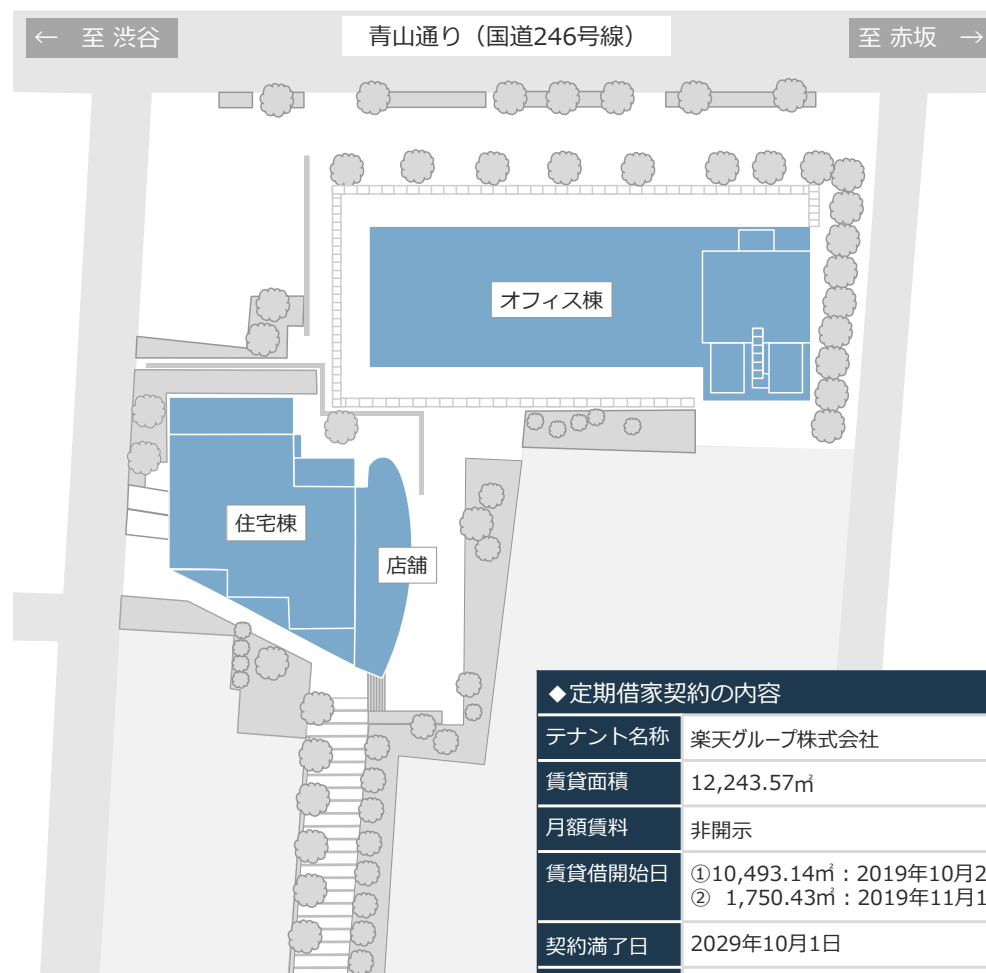 ← 至 渋谷
青山通り（国道246号線）
至 赤坂 →
オフィス棟
住宅棟
店舗
◆定期借家契約の内容
テナント名称 楽天グループ株式会社
賃貸面積 12,243.57㎡
月額賃料 非開示
賃貸借開始日 ①10,493.14㎡：2019年10月2
② 1,750.43㎡：2019年11月1
契約満了日 2029年10月1日